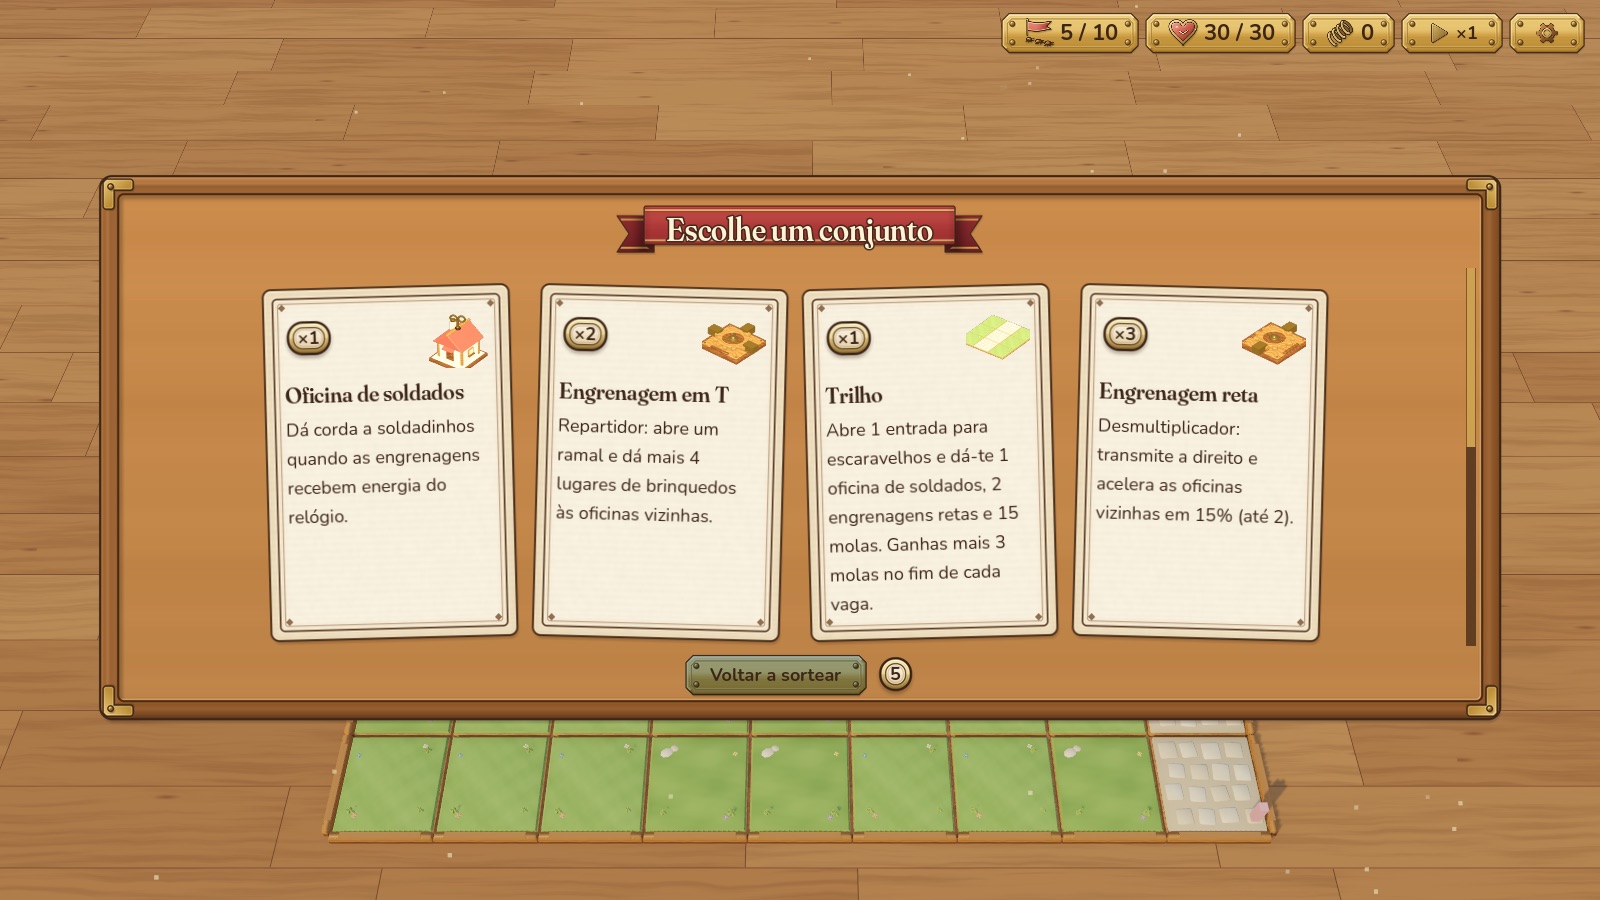 5 / 10
30 / 30
0
×1
Escolhe um conjunto
×1
Oficina de soldados
Dá corda a soldadinhos
quando as engrenagens
recebem energia do
relógio.
×2
Engrenagem em T
Repartidor: abre um
ramal e dá mais 4
lugares de brinquedos
às oficinas vizinhas.
×1
Trilho
Abre 1 entrada para
escaravelhos e dá-te 1
oficina de soldados, 2
engrenagens retas e 15
molas. Ganhas mais 3
molas no fim de cada
vaga.
×3
Engrenagem reta
Desmultiplicador:
transmite a direito e
acelera as oficinas
vizinhas em 15% (até 2).
Voltar a sortear
5